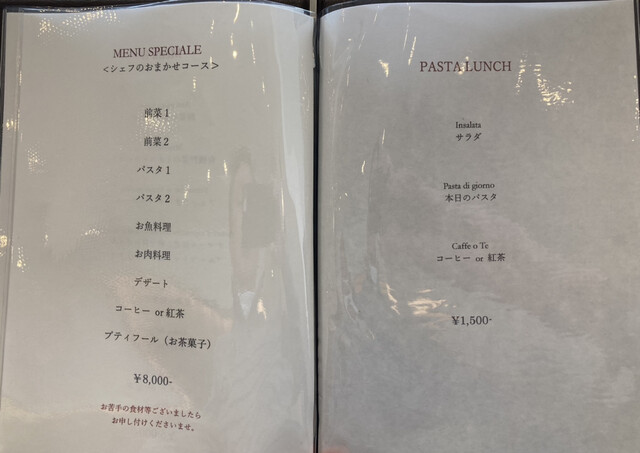 MENU SPECIALE
＜シェフのおまかせコース＞
前菜1
前菜2
パスタ1
パスタ2
お魚料理
お肉料理
デザート
コーヒー or 紅茶
プティフール（お茶菓子）
￥8,000-
お苦手の食材等ございましたら
お申し付けくださいませ。
PASTA LUNCH
Insalata
サラダ
Pasta di giorno
本日のパスタ
Caffe o Te
コーヒー or 紅茶
￥1,500-